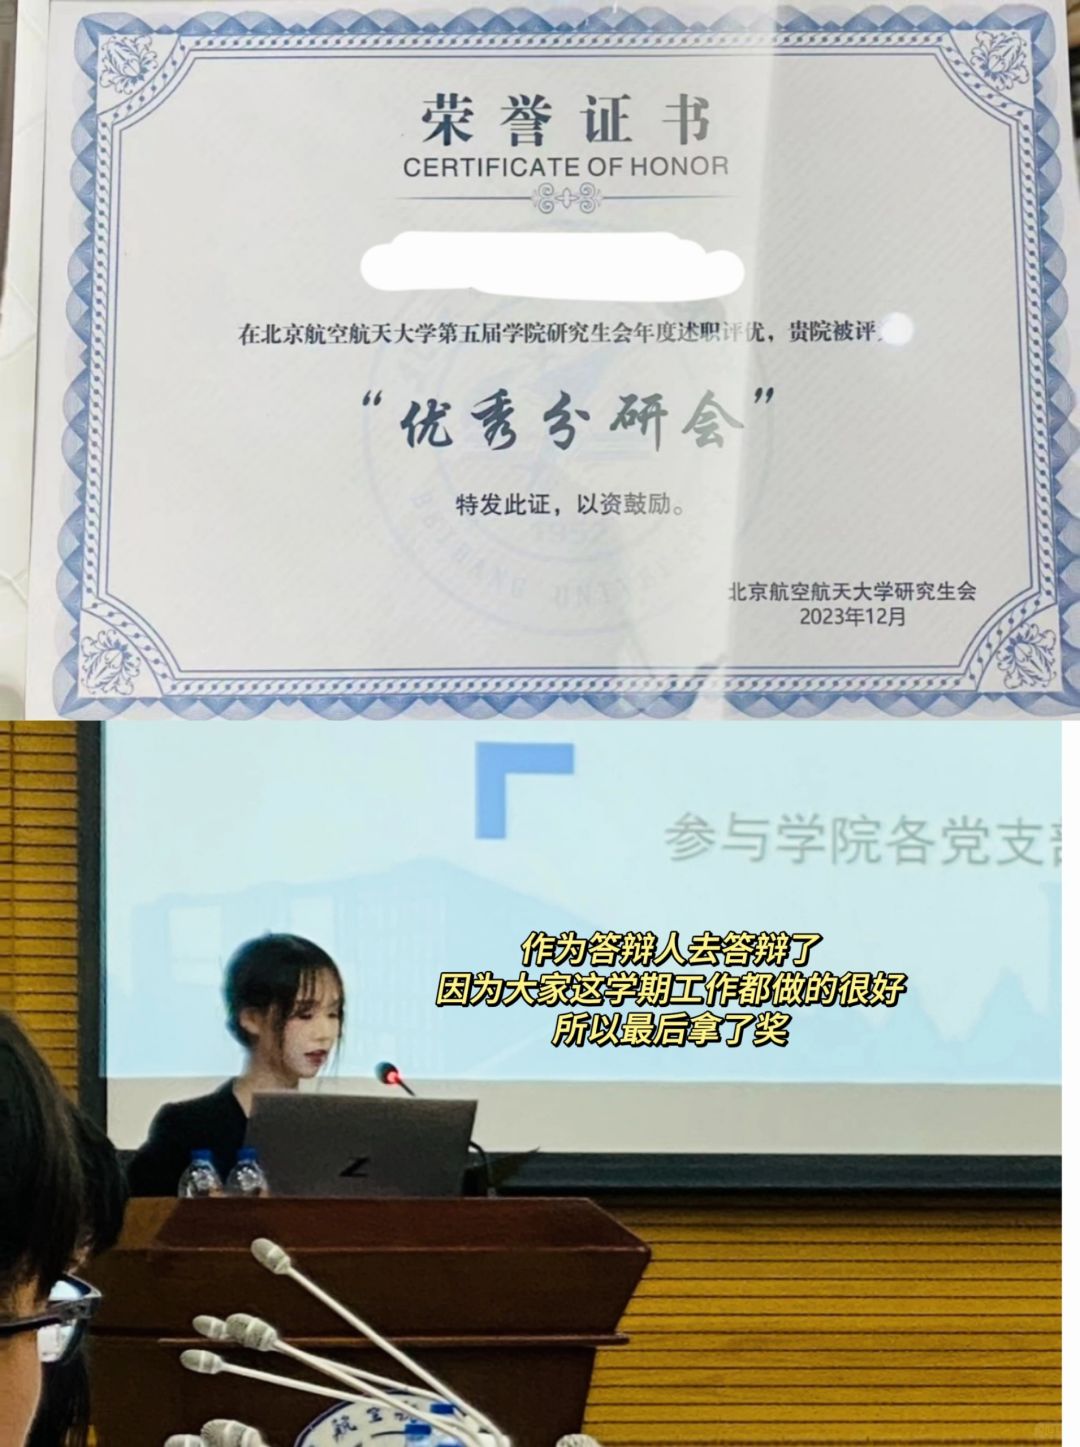 荣誉证书
CERTIFICATE OF HONOR
在北京航空航天大学第五届学院研究生会年度述职评优，贵院被评
“优秀分研会”
特发此证，以资鼓励。
北京航空航天大学研究生会
2023年12月
参与学院各党支部
作为答辩人去答辩了
因为大家这学期工作都做的很好
所以最后拿了奖
Z
航空航